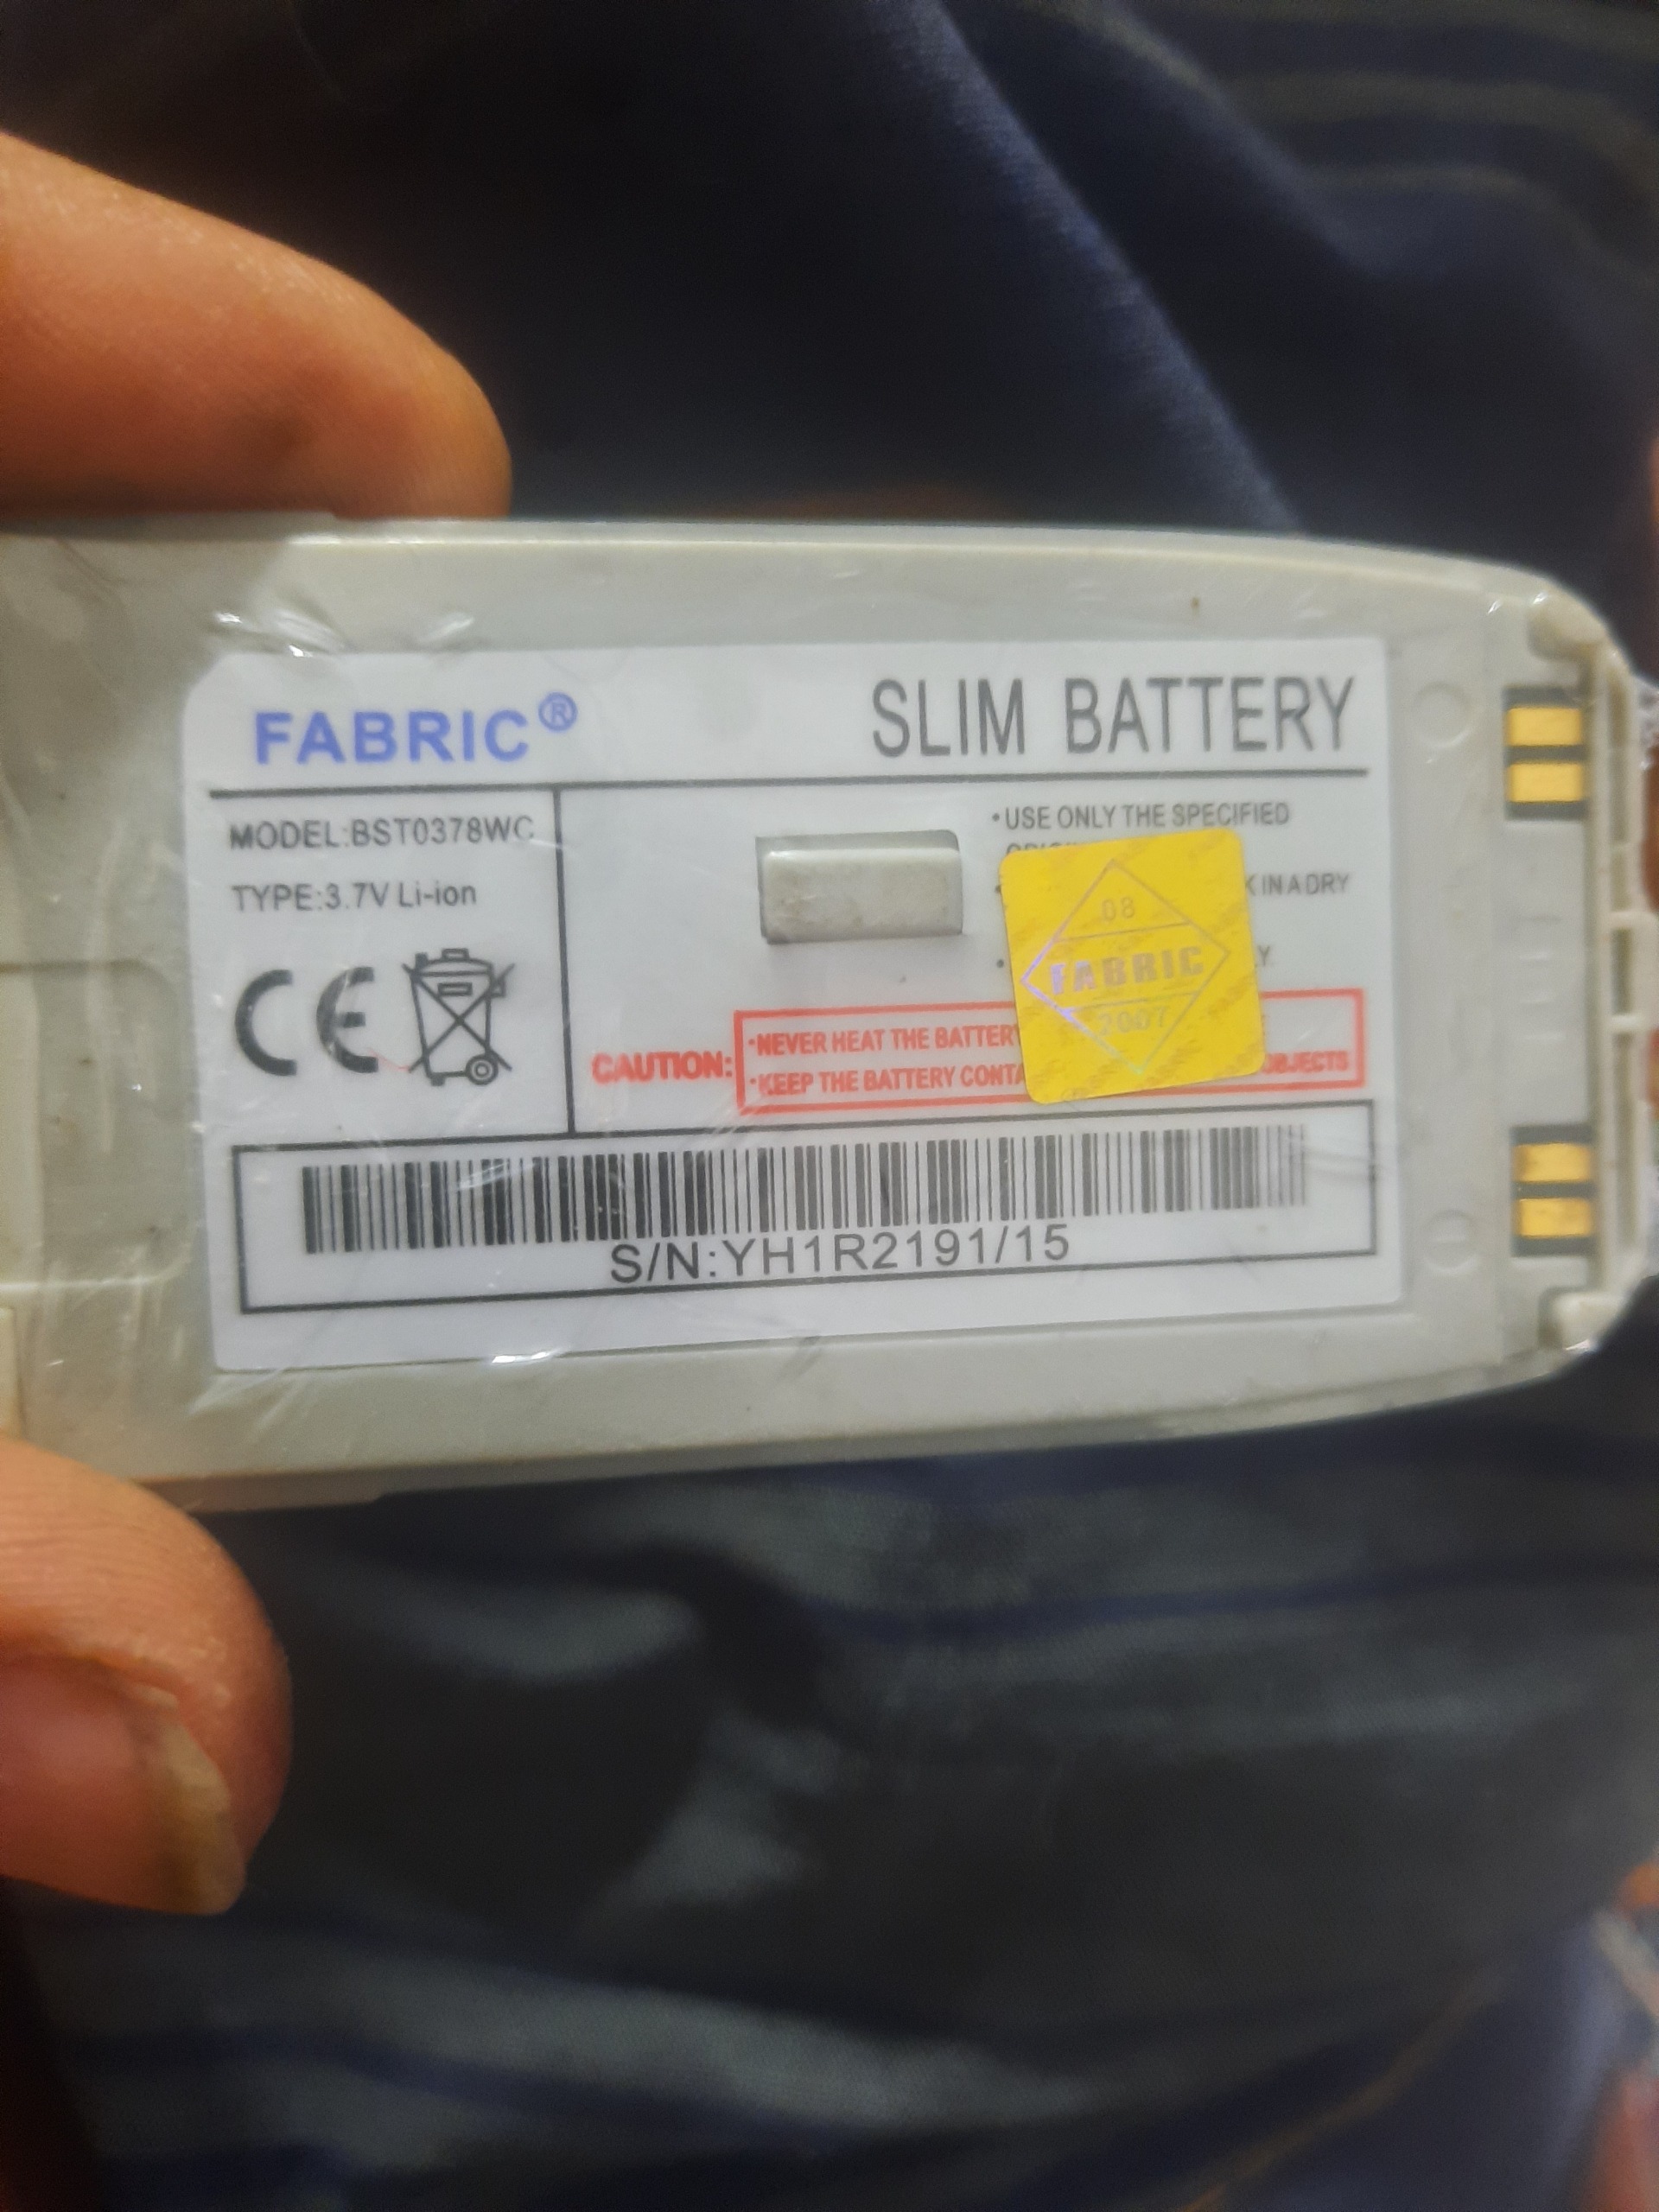 FABRIC®
SLIM BATTERY
MODEL:BST0378WC
TYPE:3.7V Li-ion
CE
•USE ONLY THE SPECIFIED
K IN A DRY
08
FABRIC
2007
CAUTION:
•NEVER HEAT THE BATTERY
•KEEP THE BATTERY
OBJECTS
S/N:YH1R2191/15